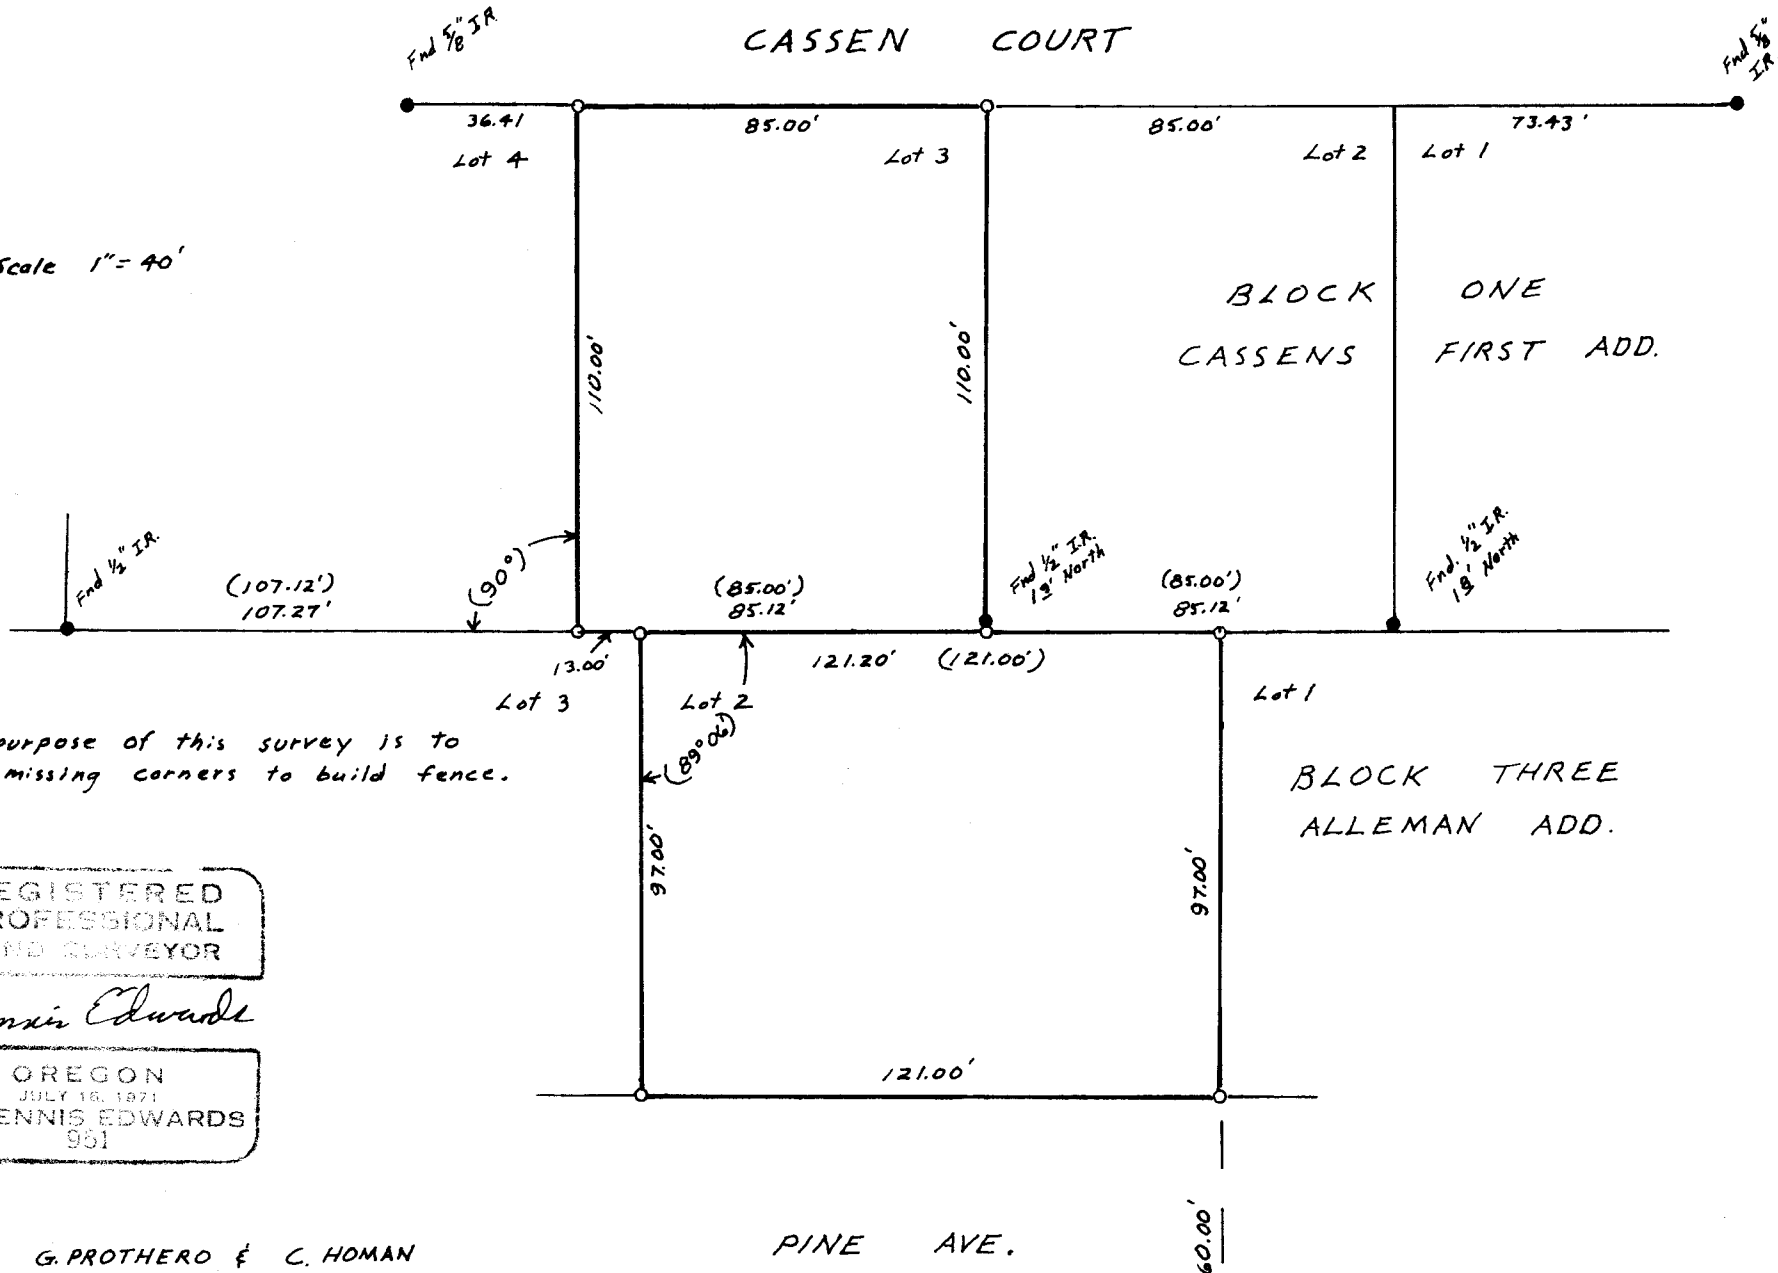 Fnd 5/8" I.R.
CASSEN COURT
Fnd 5/8"
I.R.
36.41
85.00'
85.00'
73.43'
Lot 4
Lot 3
Lot 2
Lot 1
Scale 1"= 40'
BLOCK ONE
CASSENS FIRST ADD.
110.00'
110.00'
Fnd 1/2" I.R.
(107.12')
107.27'
(90°)
(85.00')
85.12'
Fnd 1/2" I.R.
North
(85.00')
85.12'
Fnd. 1/2" I.R.
North
13.00'
121.20' (121.00')
Lot 3
Lot 2
Lot 1
(89°06')
purpose of this survey is to
missing corners to build fence.
BLOCK THREE
ALLEMAN ADD.
97.00'
97.00'
EGISTERED
ROFESSIONAL
ND SURVEYOR
nnis Edwards
OREGON
JULY 16, 1971
ENNIS EDWARDS
951
121.00'
60.00'
PINE AVE.
G. PROTHERO & C. HOMAN